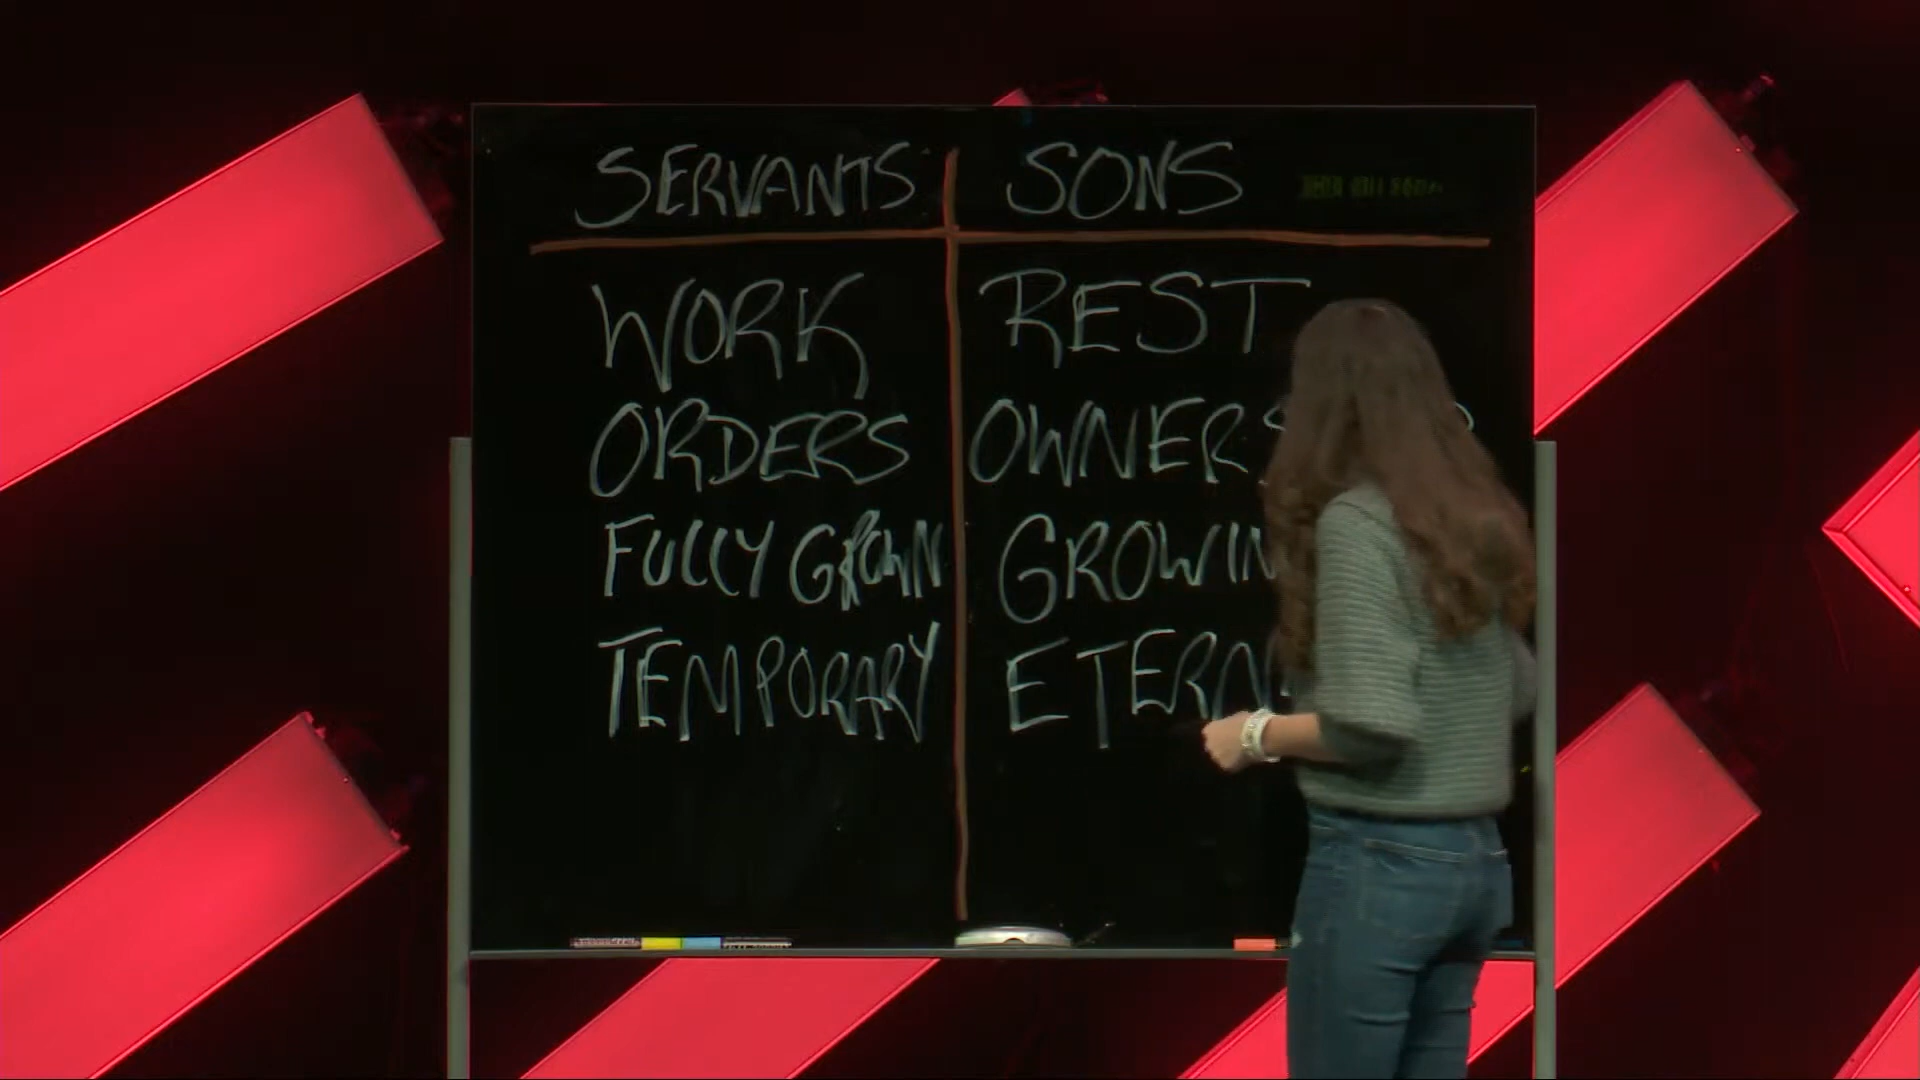 SERVANTS SONS
WORK REST
ORDERS OWNERS
FULLY GROWN GROWIN
TEMPORARY ETERN